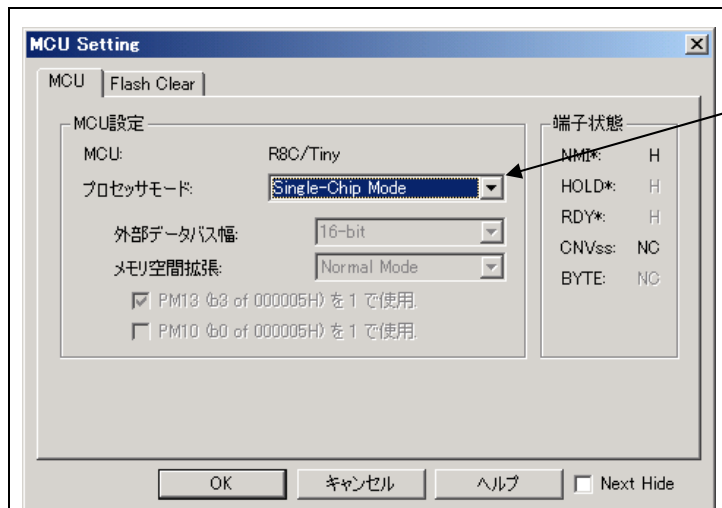 MCU Setting
MCU
Flash Clear
MCU設定
MCU: R8C/Tiny
プロセッサモード: Single-Chip Mode
外部データバス幅: 16-bit
メモリ空間拡張: Normal Mode
PM13 (b3 of 000005H) を 1 で使用.
PM10 (b0 of 000005H) を 1 で使用.
端子状態
NMI*: H
HOLD*: H
RDY*: H
CNVss: NC
BYTE: NC
OK
キャンセル
ヘルプ
Next Hide